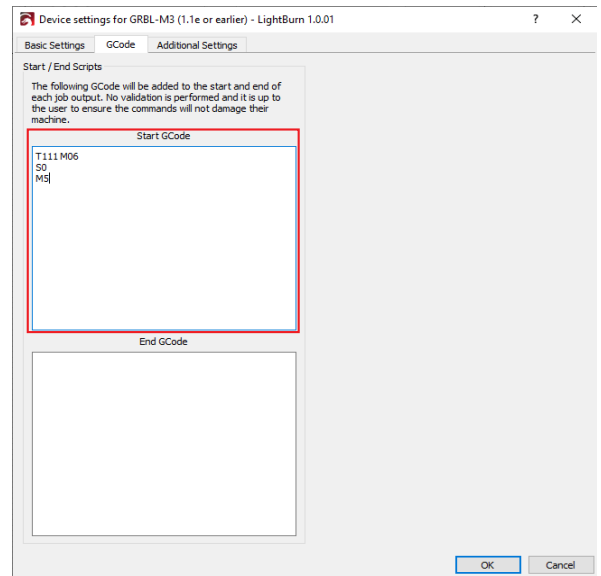 Device settings for GRBL-M3 (1.1e or earlier) - LightBurn 1.0.01
Basic Settings GCode Additional Settings
Start / End Scripts
The following GCode will be added to the start and end of
each job output. No validation is performed and it is up to
the user to ensure the commands will not damage their
machine.
Start GCode
T111 M06
S0
M5
End GCode
OK Cancel